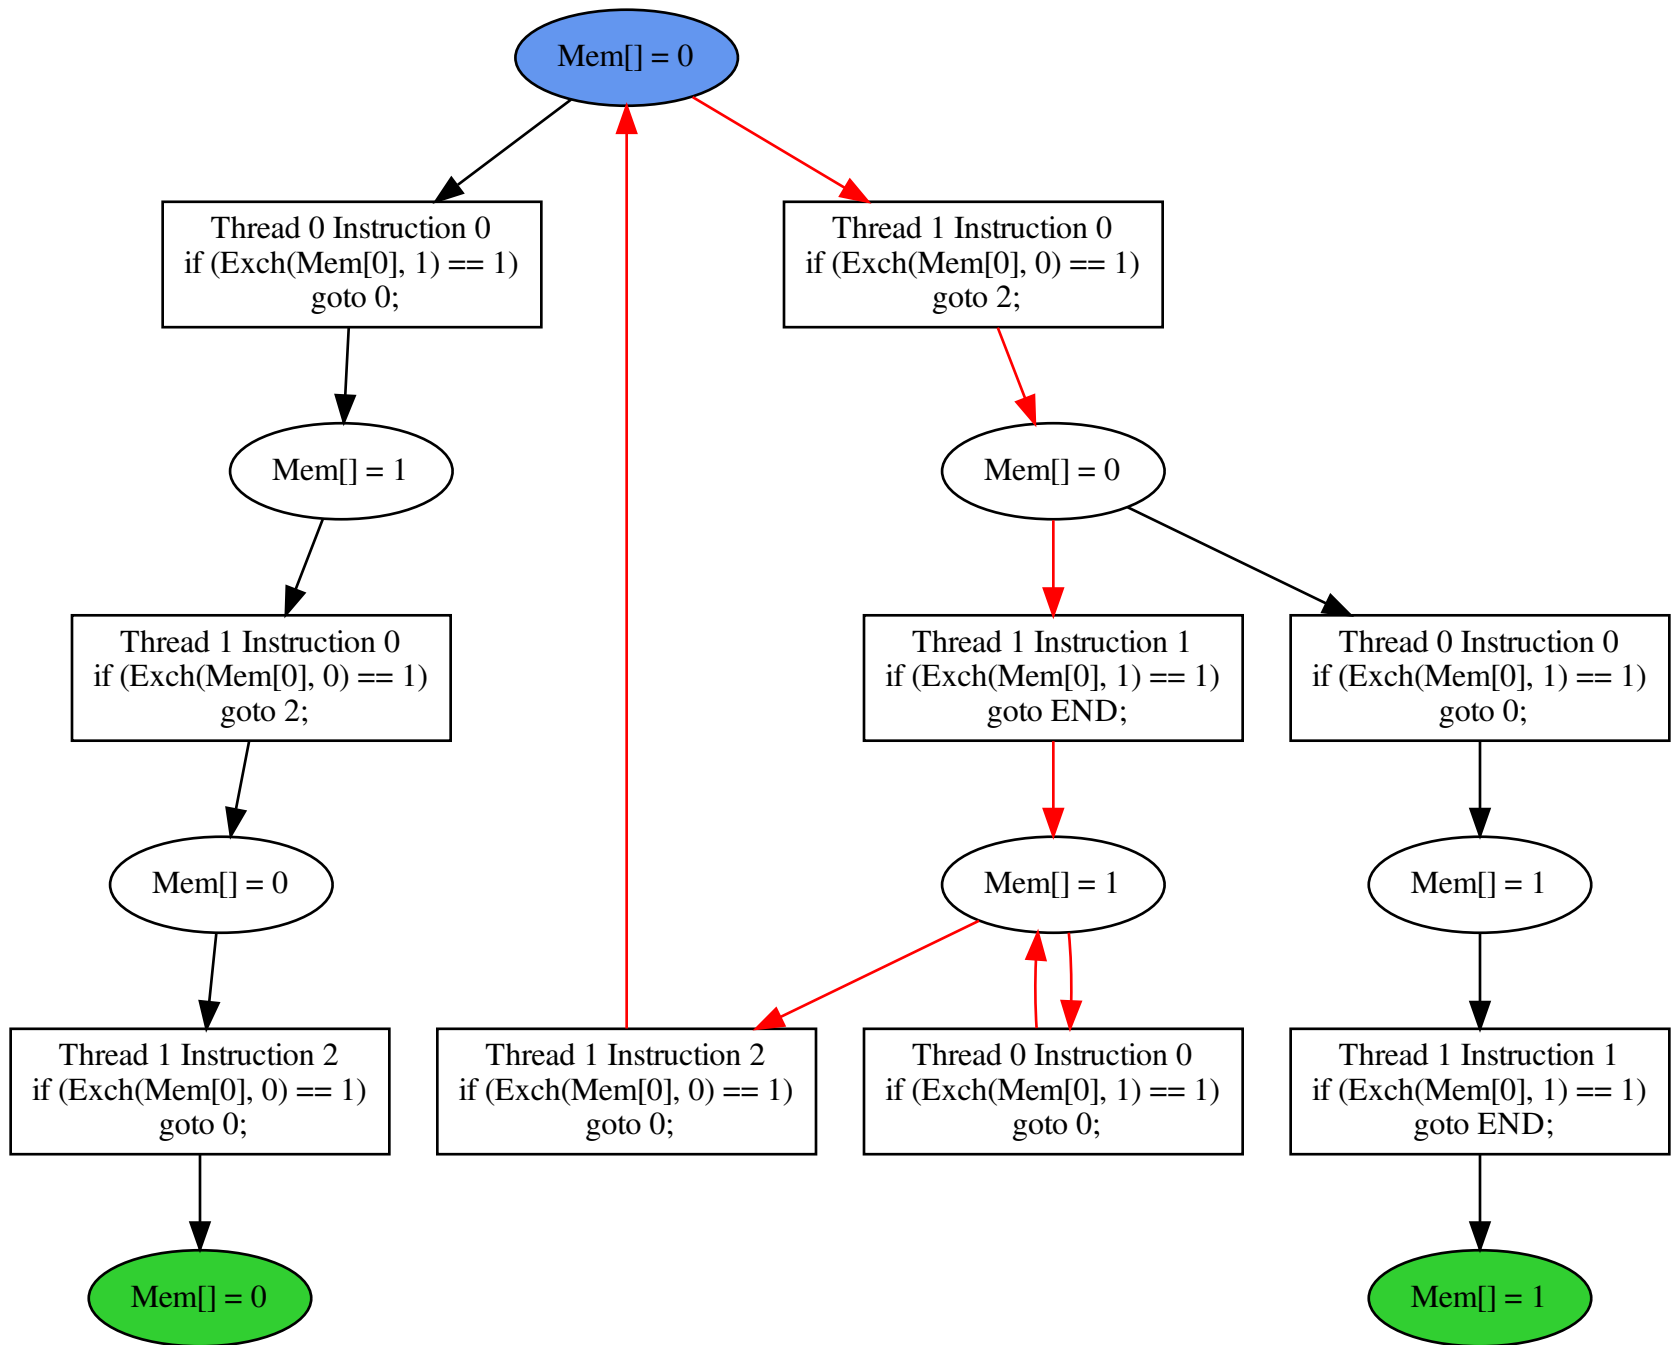 Mem[] = 0
Thread 0 Instruction 0
if (Exch(Mem[0], 1) == 1)
goto 0;
Thread 1 Instruction 0
if (Exch(Mem[0], 0) == 1)
goto 2;
Mem[] = 1
Mem[] = 0
Thread 1 Instruction 0
if (Exch(Mem[0], 0) == 1)
goto 2;
Thread 1 Instruction 1
if (Exch(Mem[0], 1) == 1)
goto END;
Thread 0 Instruction 0
if (Exch(Mem[0], 1) == 1)
goto 0;
Mem[] = 0
Mem[] = 1
Mem[] = 1
Thread 1 Instruction 2
if (Exch(Mem[0], 0) == 1)
goto 0;
Thread 1 Instruction 2
if (Exch(Mem[0], 0) == 1)
goto 0;
Thread 0 Instruction 0
if (Exch(Mem[0], 1) == 1)
goto 0;
Thread 1 Instruction 1
if (Exch(Mem[0], 1) == 1)
goto END;
Mem[] = 0
Mem[] = 1